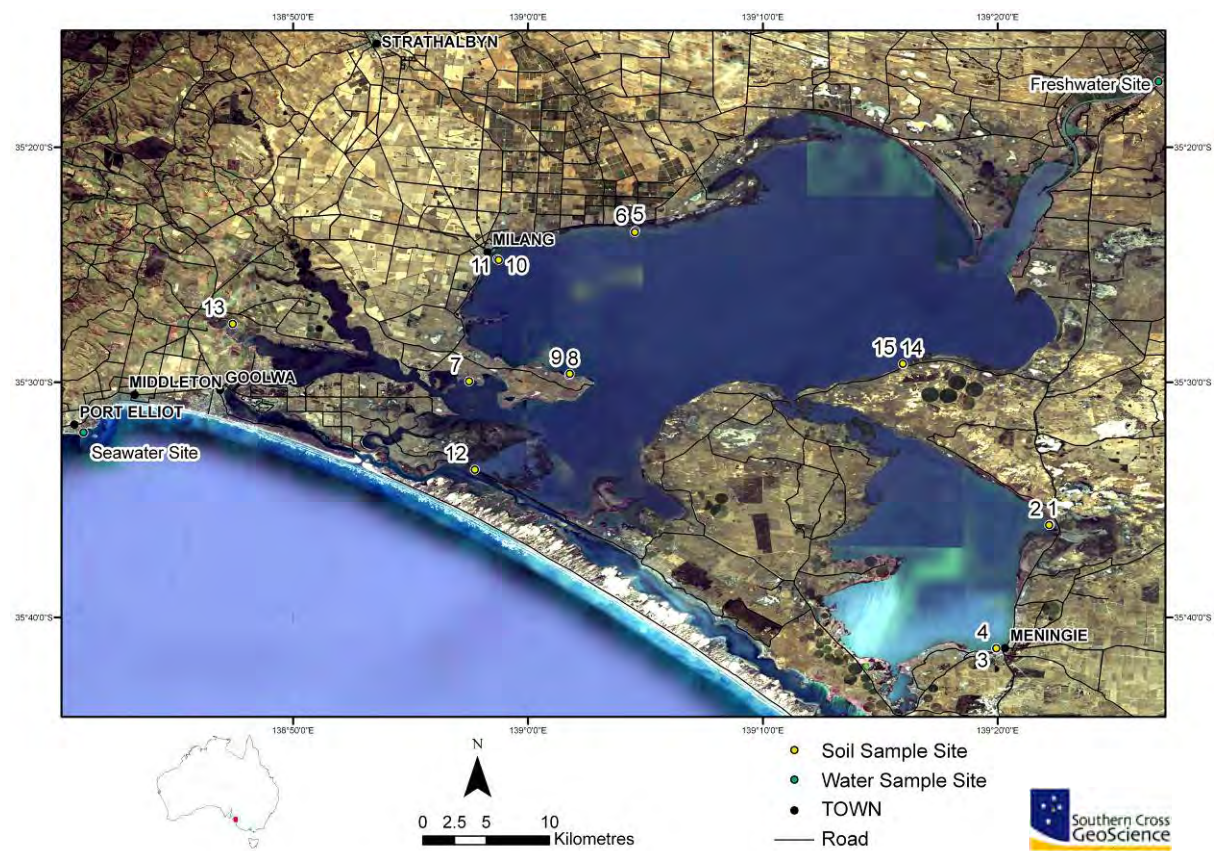 138°50'0"E
139°0'0"E
139°10'0"E
139°20'0"E
STRATHALBYN
Freshwater Site
35°20'0"S
35°20'0"S
6 5
MILANG
11 10
13
15 14
9 8
7
35°30'0"S
35°30'0"S
MIDDLETON
GOOLWA
PORT ELLIOT
Seawater Site
12
2 1
35°40'0"S
35°40'0"S
4
MENINGIE
3
138°50'0"E
139°0'0"E
139°10'0"E
139°20'0"E
N
0 2.5 5 10
Kilometres
Soil Sample Site
Water Sample Site
TOWN
Road
Southern Cross
GeoScience